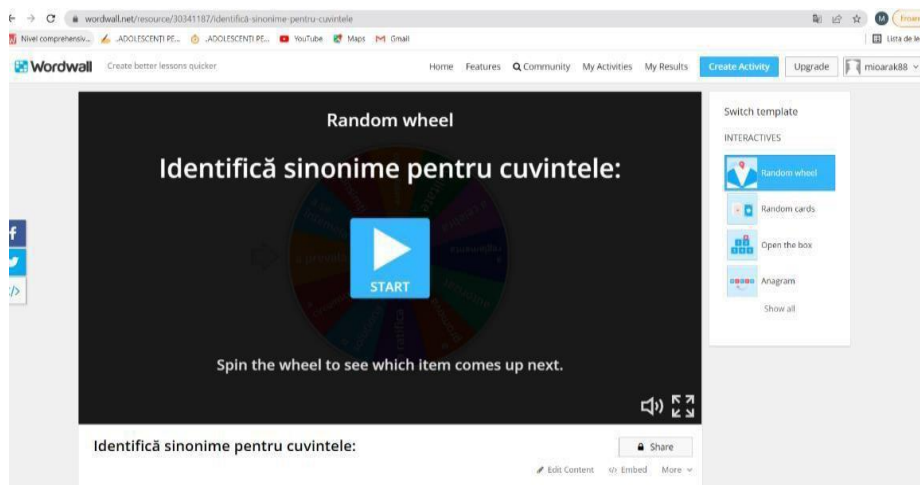 wordwall.net/resource/30341187/identifică-sinonime-pentru-cuvintele
M
Nivel comprehensiv...
.ADOLESCENȚI PE...
.ADOLESCENȚI PE...
YouTube
Maps
Gmail
Lista de le
Wordwall
Create better lessons quicker
Home
Features
Community
My Activities
My Results
Create Activity
Upgrade
mioarak88
Random wheel
Identifică sinonime pentru cuvintele:
START
Spin the wheel to see which item comes up next.
Switch template
INTERACTIVES
Random wheel
Random cards
Open the box
Anagram
Show all
Identifică sinonime pentru cuvintele:
Share
Edit Content
Embed
More